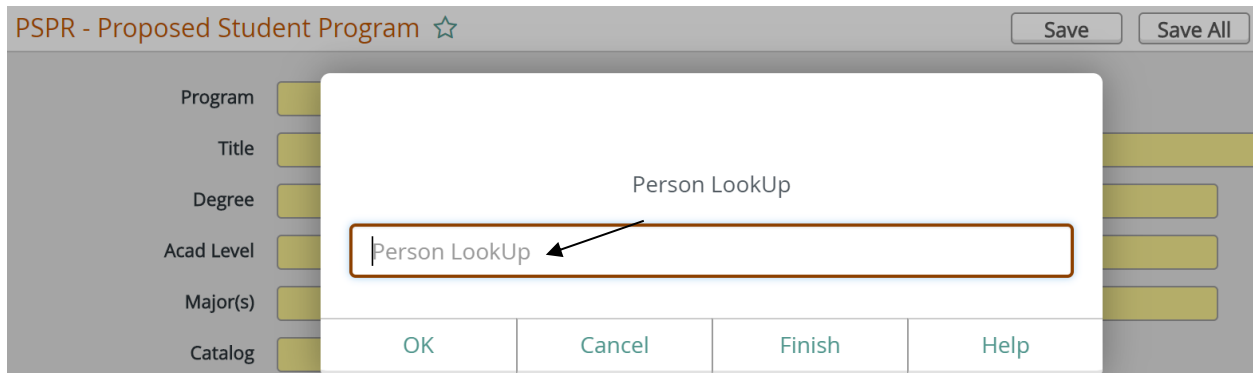 PSPR - Proposed Student Program Save Save All
Program
Title
Person LookUp
Degree
Acad Level
Person LookUp
Major(s)
Catalog
OK Cancel Finish Help